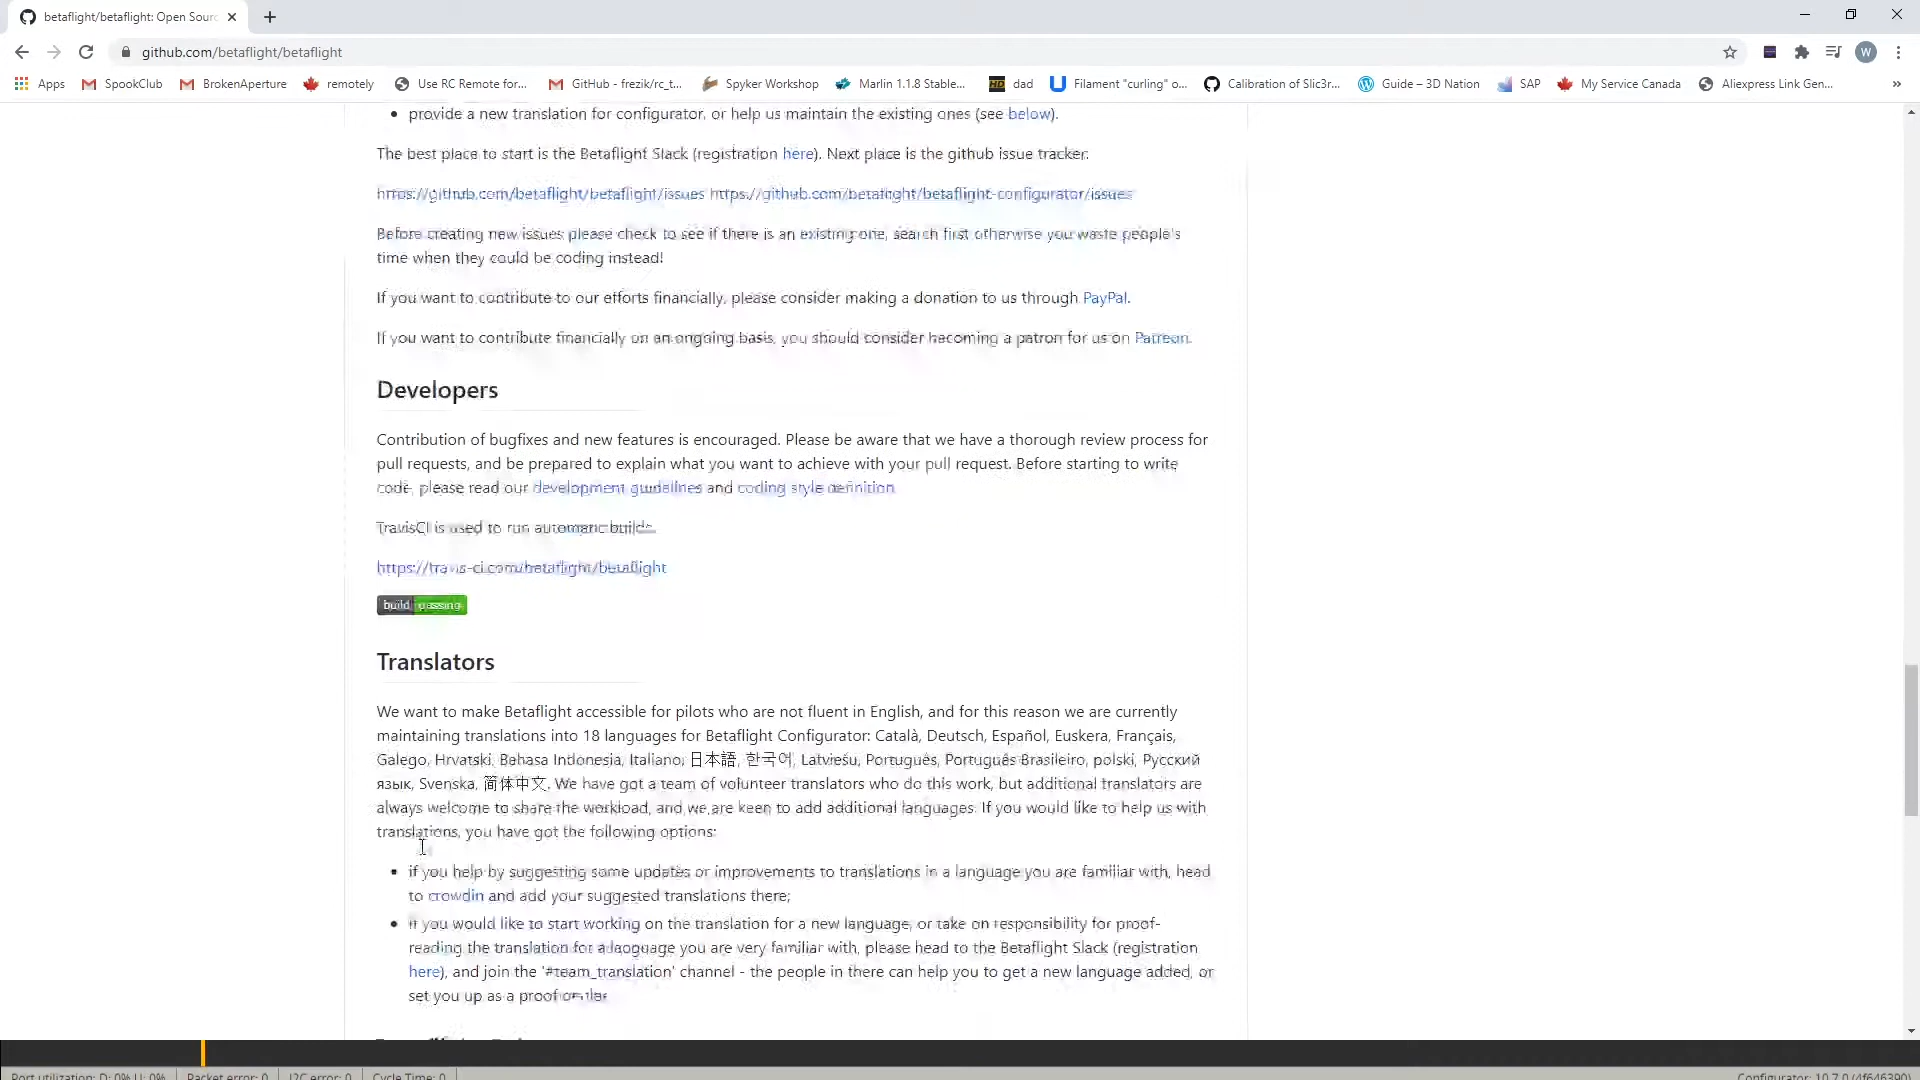 betaflight/betaflight: Open Sourc
github.com/betaflight/betaflight
W
Apps
SpookClub
BrokenAperture
remotely
Use RC Remote for...
GitHub - frezik/rc_t...
Spyker Workshop
Marlin 1.1.8 Stable...
dad
Filament "curling" o...
Calibration of Slic3r...
Guide – 3D Nation
SAP
My Service Canada
Aliexpress Link Gen...
provide a new translation for configurator, or help us maintain the existing ones (see below).
The best place to start is the Betaflight Slack (registration here). Next place is the github issue tracker:
https://github.com/betaflight/betaflight/issues https://github.com/betaflight/betaflight-configurator/issues
Before creating new issues please check to see if there is an existing one, search first otherwise you waste people's
time when they could be coding instead!
If you want to contribute to our efforts financially, please consider making a donation to us through PayPal.
If you want to contribute financially on an ongoing basis, you should consider becoming a patron for us on Patreon.
Developers
Contribution of bugfixes and new features is encouraged. Please be aware that we have a thorough review process for
pull requests, and be prepared to explain what you want to achieve with your pull request. Before starting to write
code, please read our development guidelines and coding style definition.
TravisCI is used to run automatic builds
https://travis-ci.com/betaflight/betaflight
build passing
Translators
We want to make Betaflight accessible for pilots who are not fluent in English, and for this reason we are currently
maintaining translations into 18 languages for Betaflight Configurator: Català, Deutsch, Español, Euskera, Français,
Galego, Hrvatski, Bahasa Indonesia, Italiano, 日本語, 한국어, Latviešu, Português, Português Brasileiro, polski, Русский
язык, Svenska, 简体中文. We have got a team of volunteer translators who do this work, but additional translators are
always welcome to share the workload, and we are keen to add additional languages. If you would like to help us with
translations, you have got the following options:
if you help by suggesting some updates or improvements to translations in a language you are familiar with, head
to crowdin and add your suggested translations there;
if you would like to start working on the translation for a new language, or take on responsibility for proof-
reading the translation for a language you are very familiar with, please head to the Betaflight Slack (registration
here), and join the '#team_translation' channel - the people in there can help you to get a new language added, or
set you up as a proof
Port utilization: D: 0% U: 0%
Packet error: 0
I2C error: 0
Cycle Time: 0
Configurator: 10.7.0 (4f646390)